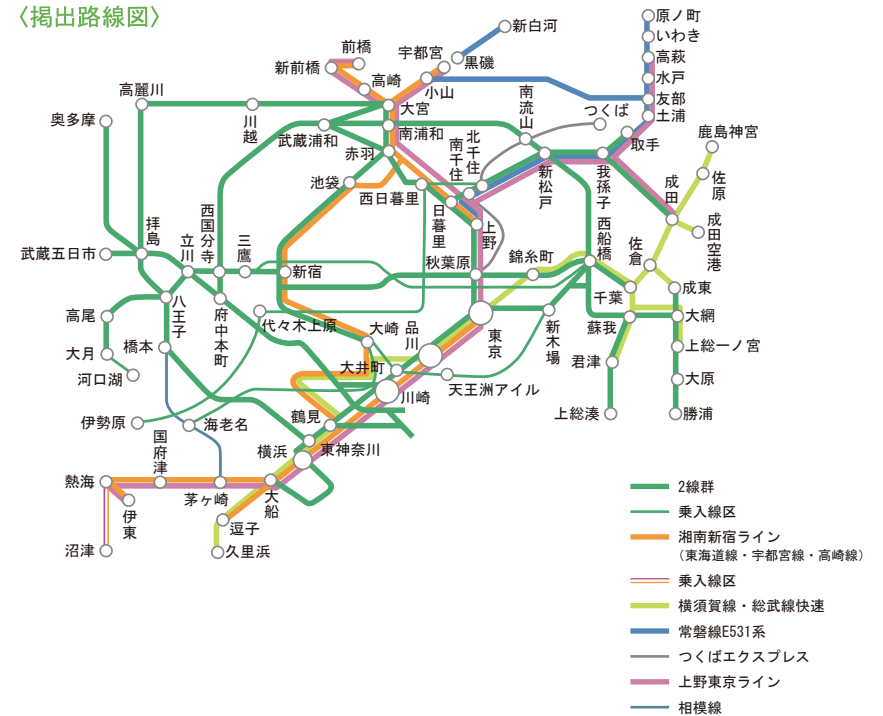 〈掲出路線図〉
原ノ町
新白河
いわき
前橋
宇都宮
新前橋
黒磯
高萩
高崎
小山
水戸
高麗川
大宮
南流山
つくば
友部
奥多摩
川越
土浦
武蔵浦和
南浦和
北千住
取手
鹿島神宮
赤羽
南千住
新松戸
我孫子
池袋
西日暮里
成田
佐原
拝島
立川
西国分寺
三鷹
日暮里
上野
西船橋
佐倉
成田空港
武蔵五日市
新宿
秋葉原
錦糸町
千葉
成東
八王子
府中本町
代々木上原
大崎
品川
東京
新木場
蘇我
大網
高尾
橋本
大井町
君津
上総一ノ宮
大月
河口湖
川崎
天王洲アイル
大原
伊勢原
海老名
鶴見
上総湊
勝浦
国府津
横浜
東神奈川
熱海
茅ヶ崎
大船
伊東
逗子
沼津
久里浜
2線群
乗入線区
湘南新宿ライン
(東海道線・宇都宮線・高崎線)
乗入線区
横須賀線・総武線快速
常磐線E531系
つくばエクスプレス
上野東京ライン
相模線